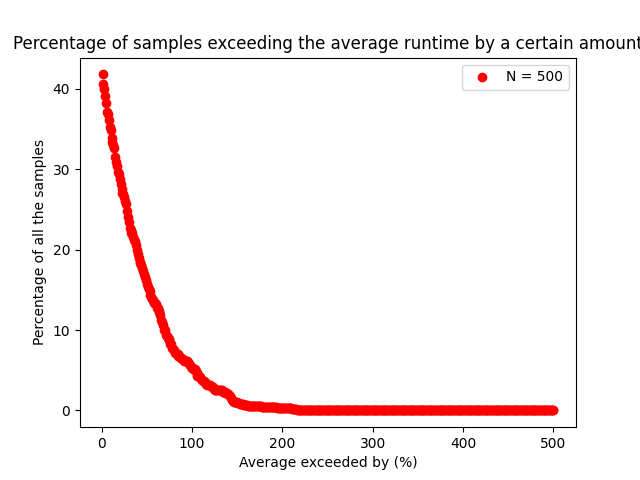 Percentage of samples exceeding the average runtime by a certain amount
N = 500
Percentage of all the samples
40
30
20
10
0
0 100 200 300 400 500
Average exceeded by (%)